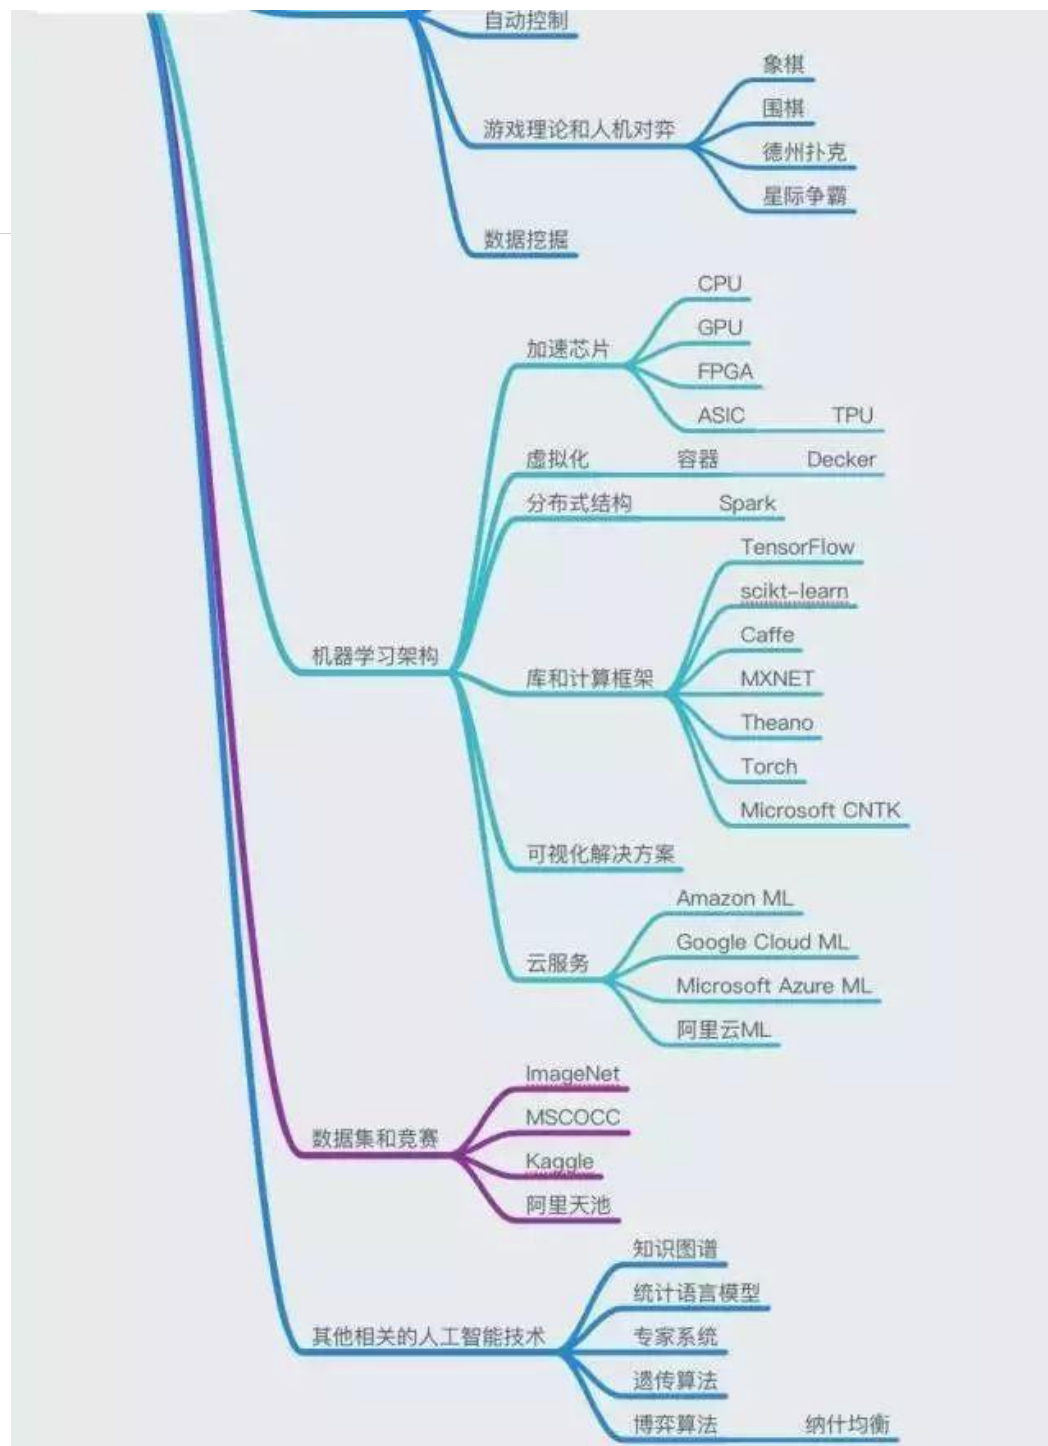 自动控制
象棋
围棋
游戏理论和人机对弈
德州扑克
星际争霸
数据挖掘
CPU
GPU
加速芯片
FPGA
ASIC TPU
虚拟化 容器 Decker
分布式结构 Spark
TensorFlow
scikt-learn
Caffe
机器学习架构
库和计算框架
MXNET
Theano
Torch
Microsoft CNTK
可视化解决方案
Amazon ML
Google Cloud ML
云服务
Microsoft Azure ML
阿里云ML
ImageNet
MSCOCC
数据集和竞赛
Kaggle
阿里天池
知识图谱
统计语言模型
其他相关的人工智能技术
专家系统
遗传算法
博弈算法 纳什均衡